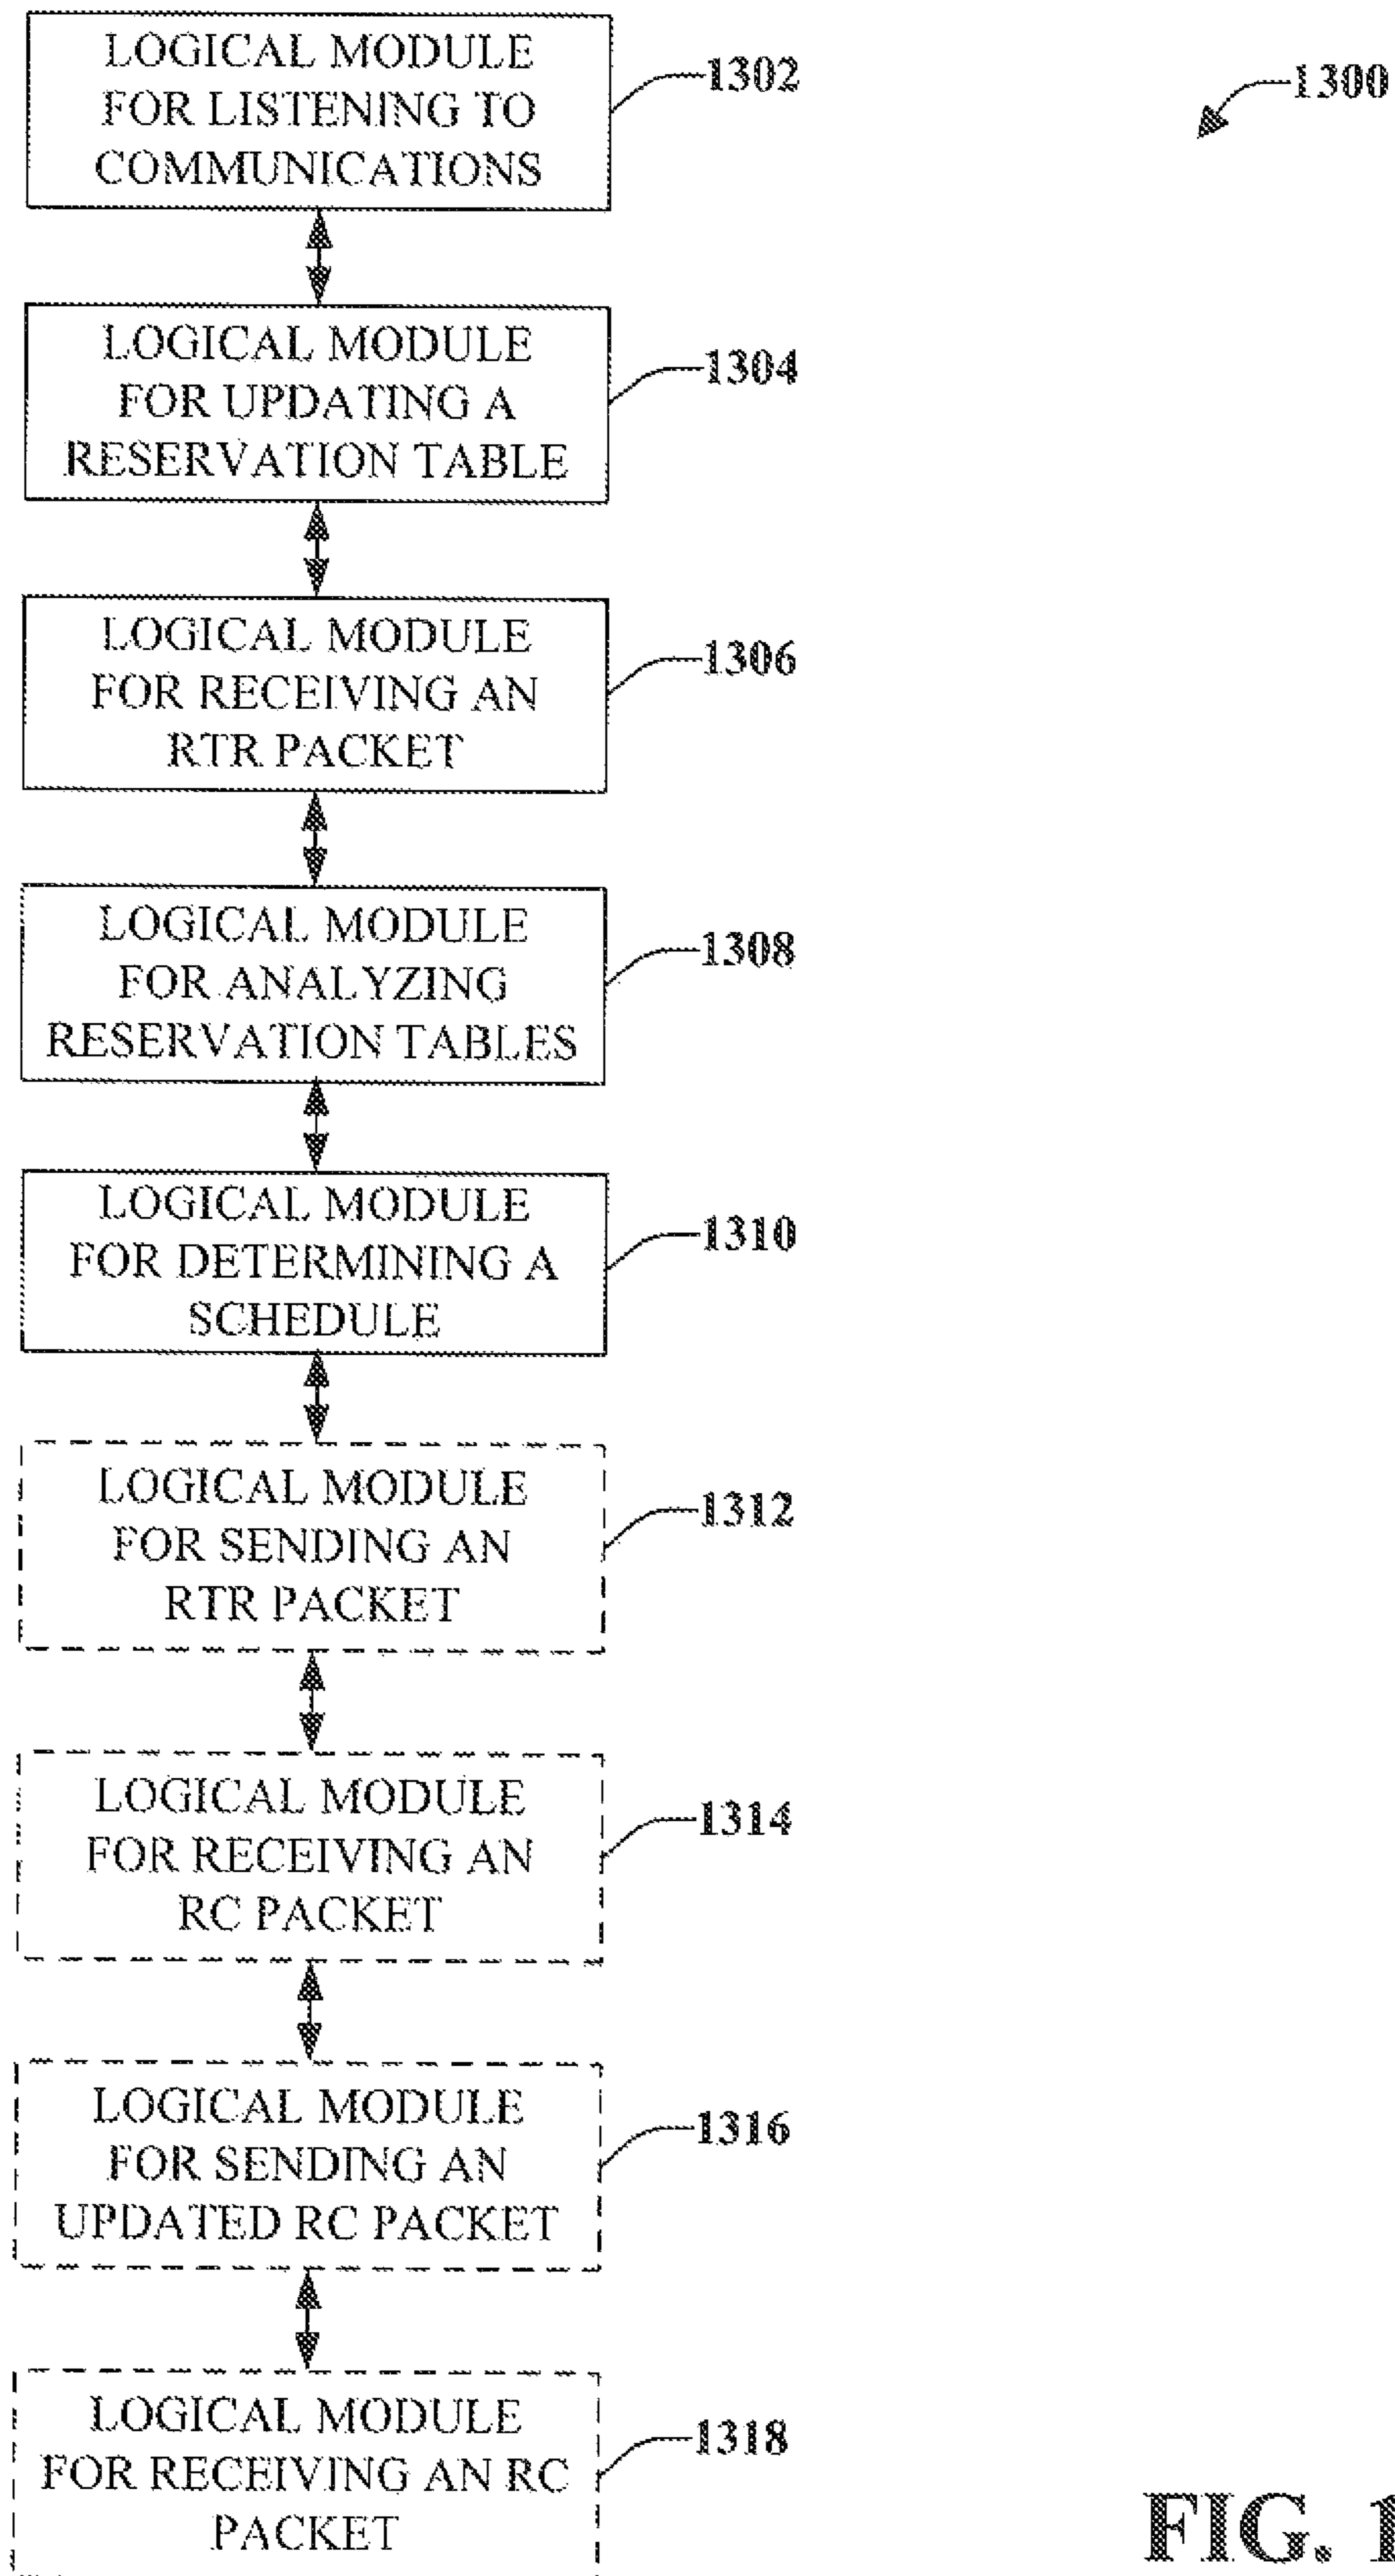 LOGICAL MODULE
FOR LISTENING TO
COMMUNICATIONS
1302
1300
LOGICAL MODULE
FOR UPDATING A
RESERVATION TABLE
1304
LOGICAL MODULE
FOR RECEIVING AN
RTR PACKET
1306
LOGICAL MODULE
FOR ANALYZING
RESERVATION TABLES
1308
LOGICAL MODULE
FOR DETERMINING A
SCHEDULE
1310
LOGICAL MODULE
FOR SENDING AN
RTR PACKET
1312
LOGICAL MODULE
FOR RECEIVING AN
RC PACKET
1314
LOGICAL MODULE
FOR SENDING AN
UPDATED RC PACKET
1316
LOGICAL MODULE
FOR RECEIVING AN RC
PACKET
1318
FIG. 1